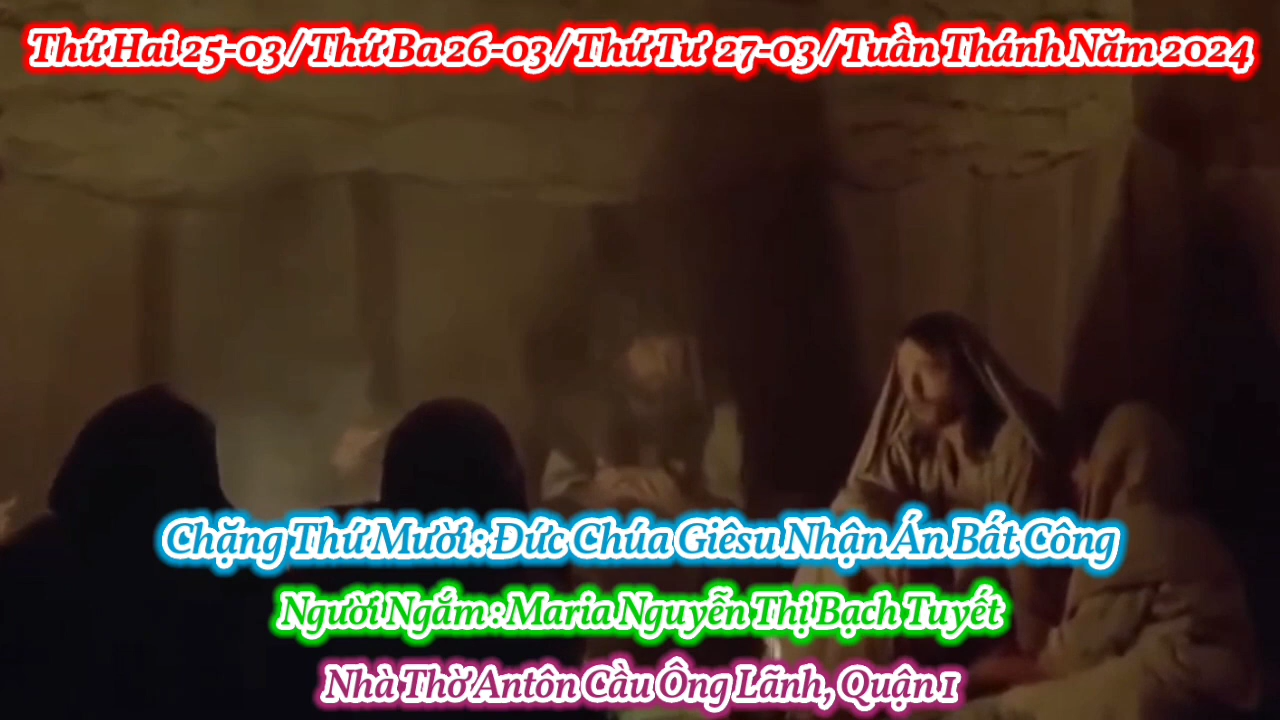 Thứ Hai 25-03 / Thứ Ba 26-03 / Thứ Tư 27-03 / Tuần Thánh Năm 2024
Chặng Thứ Mười : Đức Chúa Giêsu Nhận Án Bất Công
Người Ngắm : Maria Nguyễn Thị Bạch Tuyết
Nhà Thờ Antôn Cầu Ông Lãnh, Quận 1